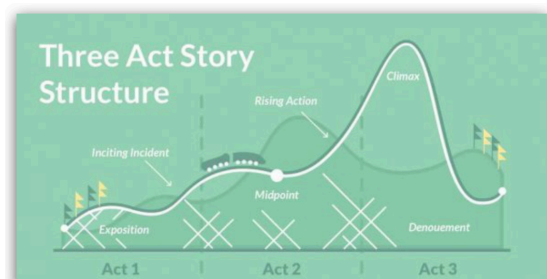 Three Act Story
Structure
Climax
Rising Action
Inciting Incident
Midpoint
Exposition
Denouement
Act 1
Act 2
Act 3